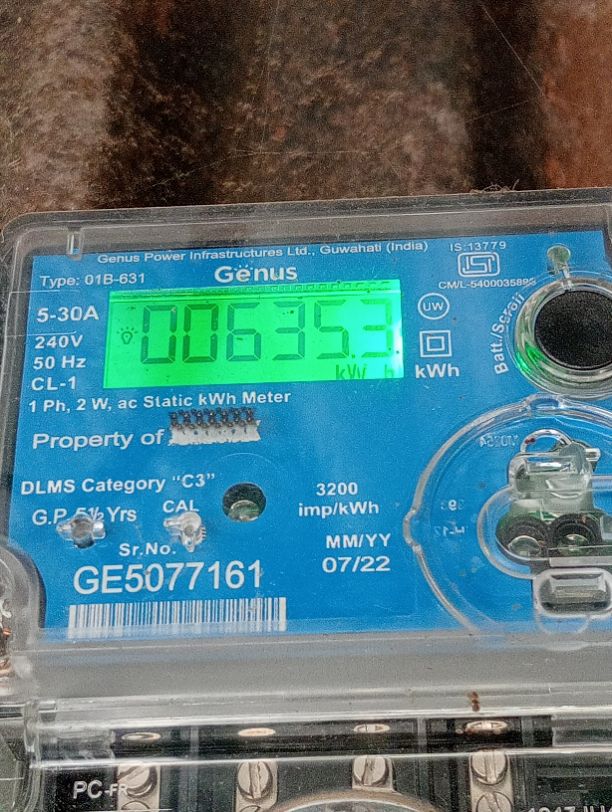 Genus Power Infrastructures Ltd., Guwahati (India)
IS:13779
Type: 01B-631
Genus
5-30A
240V
50 Hz
CL-1
00635.3
kW h
UW
kWh
Batt./Scroll
1 Ph, 2 W, ac Static kWh Meter
Property of
DLMS Category "C3"
G.P. 5½ Yrs
CAL
3200
imp/kWh
Sr.No.
MM/YY
GE5077161
07/22